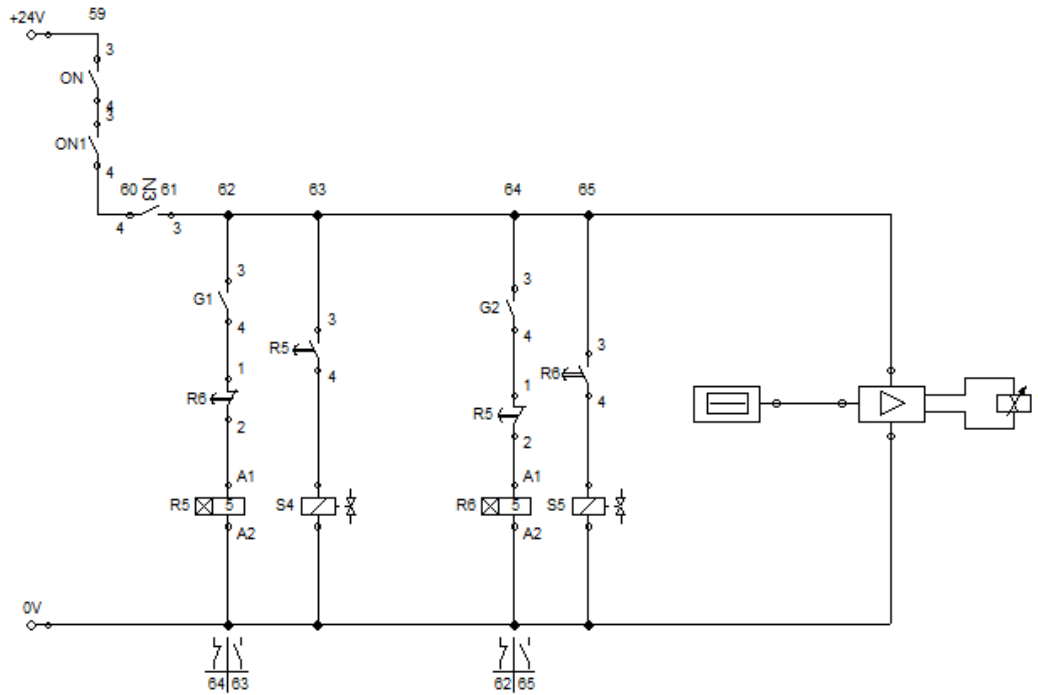 +24V 59
3
ON
4
3
ON1
4
60 N3 61 62 63 64 65
4 3
3 3
G1 G2
4 3 4 3
R5 R6
1 4 1 4
R6 R5
2 2
A1 A1
R5 5 S4 R6 5 S5
A2 A2
0V
64 63 62 65